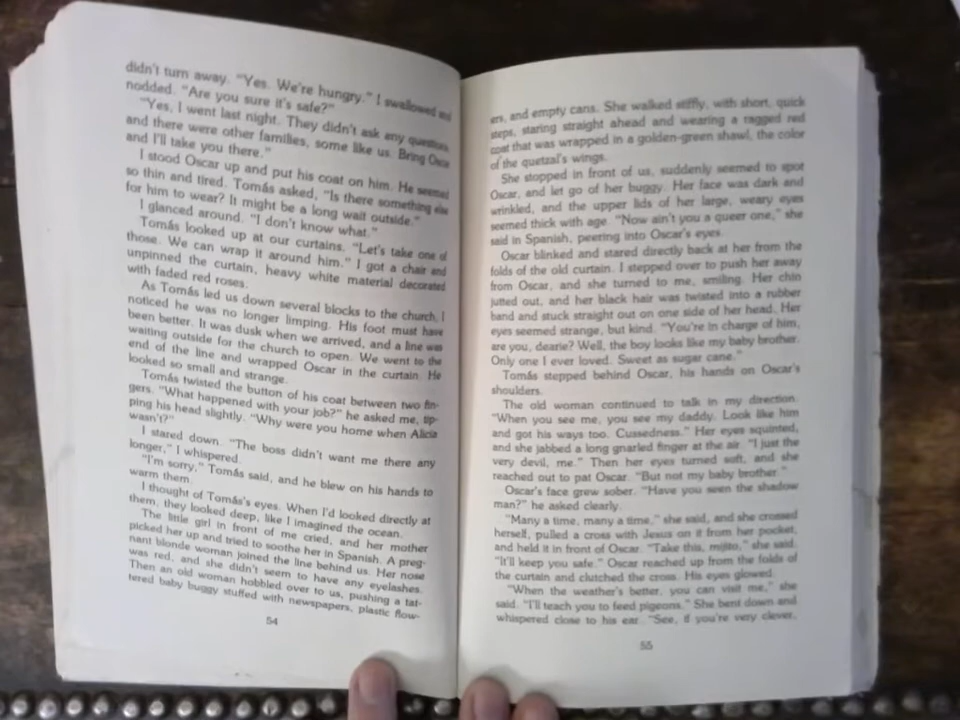 didn't turn away. "Yes. We're hungry." I swallowed and
nodded. "Are you sure it's safe?"
"Yes, I went last night. They didn't ask any questions
and there were other families, some like us. Bring Oscar
and I'll take you there."
I stood Oscar up and put his coat on him. He seemed
so thin and tired. Tomás asked, "Is there something else
for him to wear? It might be a long wait outside."
I glanced around. "I don't know what."
Tomás looked up at our curtains. "Let's take one of
those. We can wrap it around him." I got a chair and
unpinned the curtain, heavy white material decorated
with faded red roses.
As Tomás led us down several blocks to the church, I
noticed he was no longer limping. His foot must have
been better. It was dusk when we arrived, and a line was
waiting outside for the church to open. We went to the
end of the line and wrapped Oscar in the curtain. He
looked so small and strange.
Tomás twisted the button of his coat between two fin-
gers. "What happened with your job?" he asked me, tip-
ping his head slightly. "Why were you home when Alicia
wasn't?"
I stared down. "The boss didn't want me there any
longer," I whispered.
"I'm sorry," Tomás said, and he blew on his hands to
warm them.
I thought of Tomás's eyes. When I'd looked directly at
them, they looked deep, like I imagined the ocean.
The little girl in front of me cried, and her mother
picked her up and tried to soothe her in Spanish. A preg-
nant blonde woman joined the line behind us. Her nose
was red, and she didn't seem to have any eyelashes.
Then an old woman hobbled over to us, pushing a tat-
tered baby buggy stuffed with newspapers, plastic flow-
54
ers, and empty cans. She walked stiffly, with short, quick
steps, staring straight ahead and wearing a ragged red
coat that was wrapped in a golden-green shawl, the color
of the quetzal's wings.
She stopped in front of us, suddenly seemed to spot
Oscar, and let go of her buggy. Her face was dark and
wrinkled, and the upper lids of her large, weary eyes
seemed thick with age. "Now ain't you a queer one," she
said in Spanish, peering into Oscar's eyes.
Oscar blinked and stared directly back at her from the
folds of the old curtain. I stepped over to push her away
from Oscar, and she turned to me, smiling. Her chin
jutted out, and her black hair was twisted into a rubber
band and stuck straight out on one side of her head. Her
eyes seemed strange, but kind. "You're in charge of him,
are you, dearie? Well, the boy looks like my baby brother.
Only one I ever loved. Sweet as sugar cane."
Tomás stepped behind Oscar, his hands on Oscar's
shoulders.
The old woman continued to talk in my direction.
"When you see me, you see my daddy. Look like him
and got his ways too. Cussedness." Her eyes squinted,
and she jabbed a long gnarled finger at the air. "I just the
very devil, me." Then her eyes turned soft, and she
reached out to pat Oscar. "But not my baby brother."
Oscar's face grew sober. "Have you seen the shadow
man?" he asked clearly.
"Many a time, many a time," she said, and she crossed
herself, pulled a cross with Jesus on it from her pocket,
and held it in front of Oscar. "Take this, mijito," she said.
"It'll keep you safe." Oscar reached up from the folds of
the curtain and clutched the cross. His eyes glowed.
"When the weather's better, you can visit me," she
said. "I'll teach you to feed pigeons." She bent down and
whispered close to his ear. "See, if you're very clever,
55